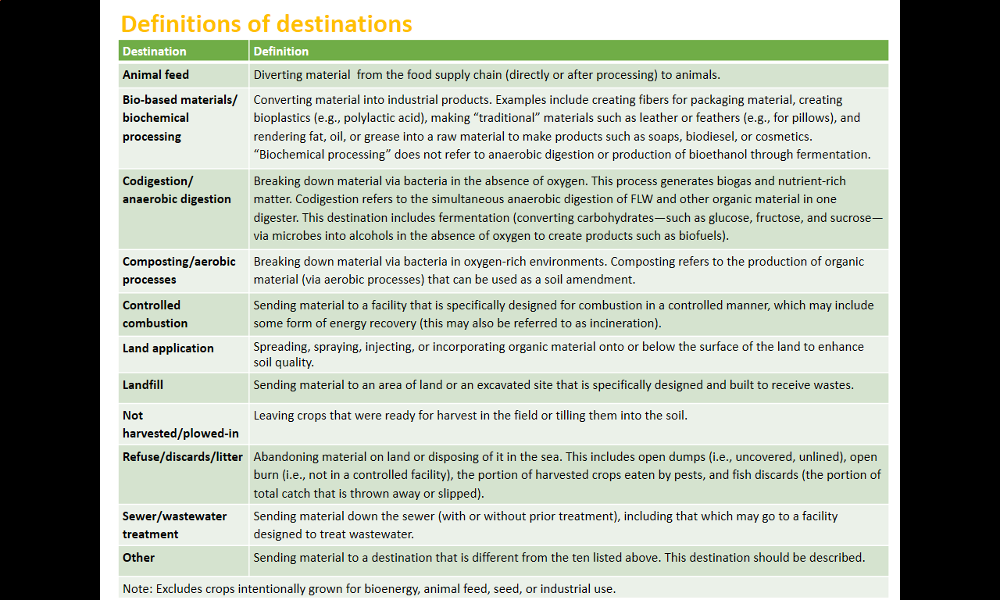 Definitions of destinations
Destination Definition
Animal feed Diverting material  from the food supply chain (directly or after processing) to animals.
Bio-based materials/
biochemical
processing
Converting material into industrial products. Examples include creating fibers for packaging material, creating
bioplastics (e.g., polylactic acid), making “traditional” materials such as leather or feathers (e.g., for pillows), and
rendering fat, oil, or grease into a raw material to make products such as soaps, biodiesel, or cosmetics.
“Biochemical processing” does not refer to anaerobic digestion or production of bioethanol through fermentation.
Codigestion/
anaerobic digestion
Breaking down material via bacteria in the absence of oxygen. This process generates biogas and nutrient-rich
matter. Codigestion refers to the simultaneous anaerobic digestion of FLW and other organic material in one
digester. This destination includes fermentation (converting carbohydrates—such as glucose, fructose, and sucrose—
via microbes into alcohols in the absence of oxygen to create products such as biofuels).
Composting/aerobic
processes
Breaking down material via bacteria in oxygen-rich environments. Composting refers to the production of organic
material (via aerobic processes) that can be used as a soil amendment.
Controlled
combustion
Sending material to a facility that is specifically designed for combustion in a controlled manner, which may include
some form of energy recovery (this may also be referred to as incineration).
Land application
Spreading, spraying, injecting, or incorporating organic material onto or below the surface of the land to enhance
soil quality.
Landfill Sending material to an area of land or an excavated site that is specifically designed and built to receive wastes.
Not
harvested/plowed-in
Leaving crops that were ready for harvest in the field or tilling them into the soil.
Refuse/discards/litter
Abandoning material on land or disposing of it in the sea. This includes open dumps (i.e., uncovered, unlined), open
burn (i.e., not in a controlled facility), the portion of harvested crops eaten by pests, and fish discards (the portion of
total catch that is thrown away or slipped).
Sewer/wastewater
treatment
Sending material down the sewer (with or without prior treatment), including that which may go to a facility
designed to treat wastewater.
Other Sending material to a destination that is different from the ten listed above. This destination should be described.
Note: Excludes crops intentionally grown for bioenergy, animal feed, seed, or industrial use.